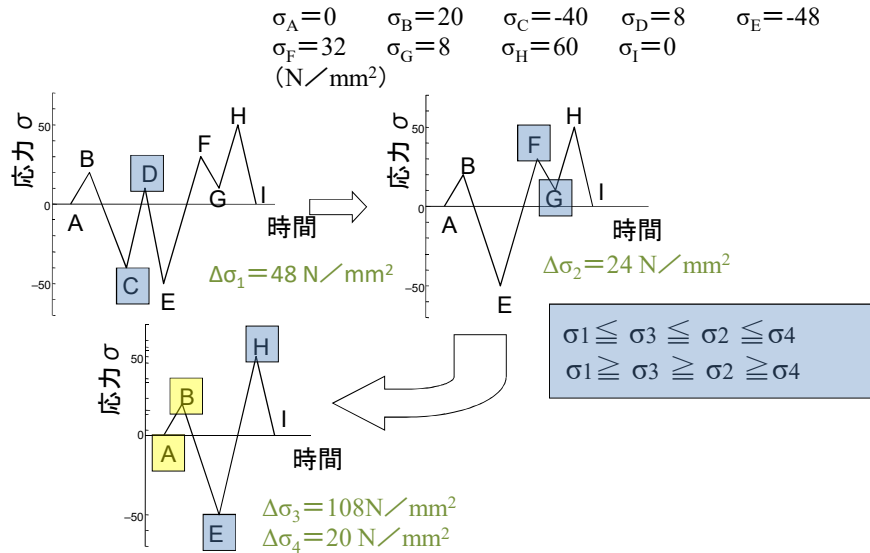 σA=0 σB=20 σC=-40 σD=8 σE=-48
σF=32 σG=8 σH=60 σI=0
(N/mm²)
応力 σ
50
0
−50
A
B
C
D
E
F
G
H
I
時間
Δσ1=48 N/mm²
応力 σ
50
0
−50
A
B
E
F
G
H
I
時間
Δσ2=24 N/mm²
σ1≦ σ3 ≦ σ2 ≦σ4
σ1≧ σ3 ≧ σ2 ≧σ4
応力 σ
50
0
−50
A
B
E
H
I
時間
Δσ3=108N/mm²
Δσ4=20 N/mm²